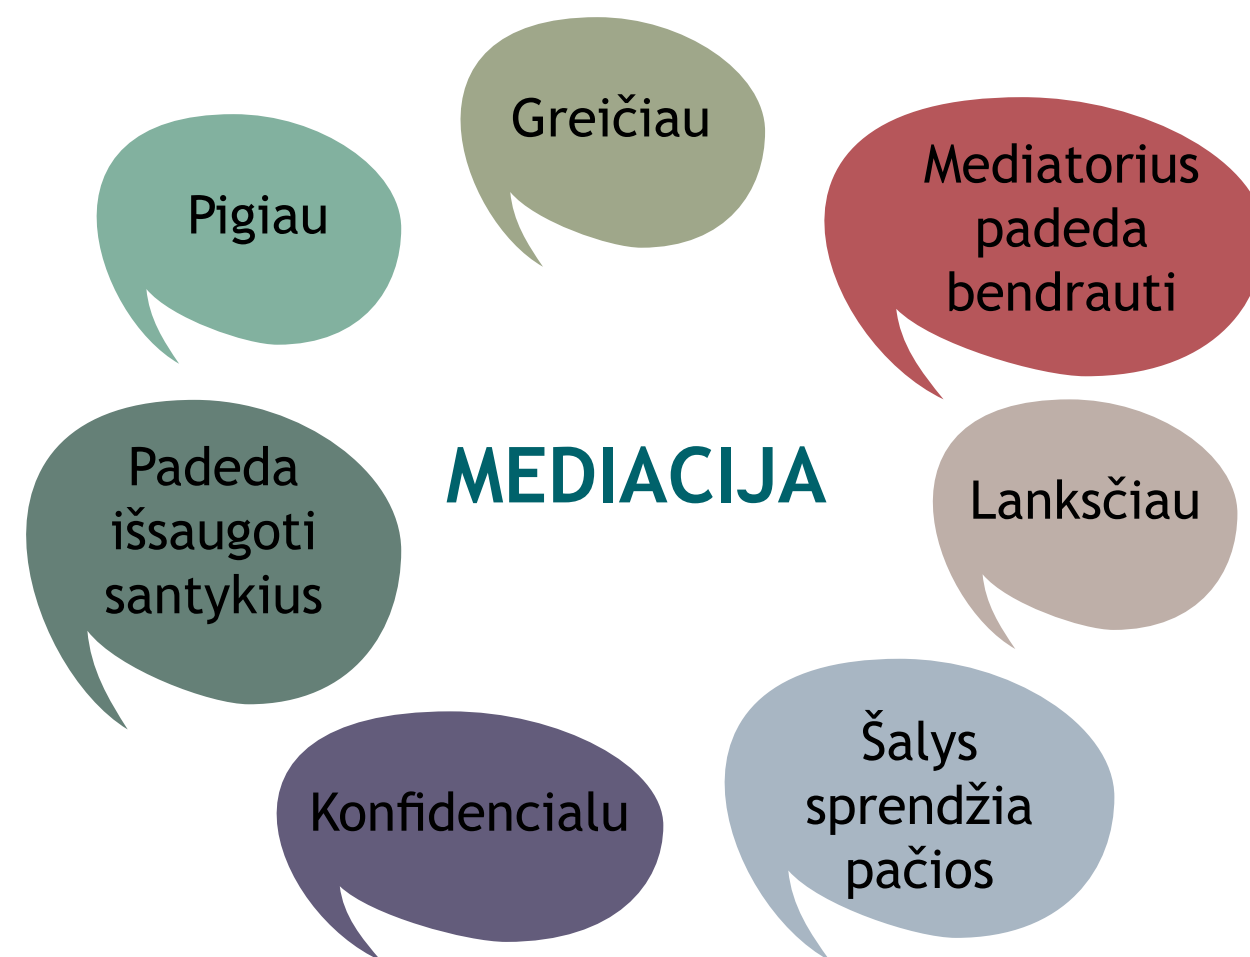 Greičiau
Pigiau
Mediatorius
padeda
bendrauti
Padeda
išsaugoti
santykius
MEDIACIJA
Lanksčiau
Konfidencialu
Šalys
sprendžia
pačios